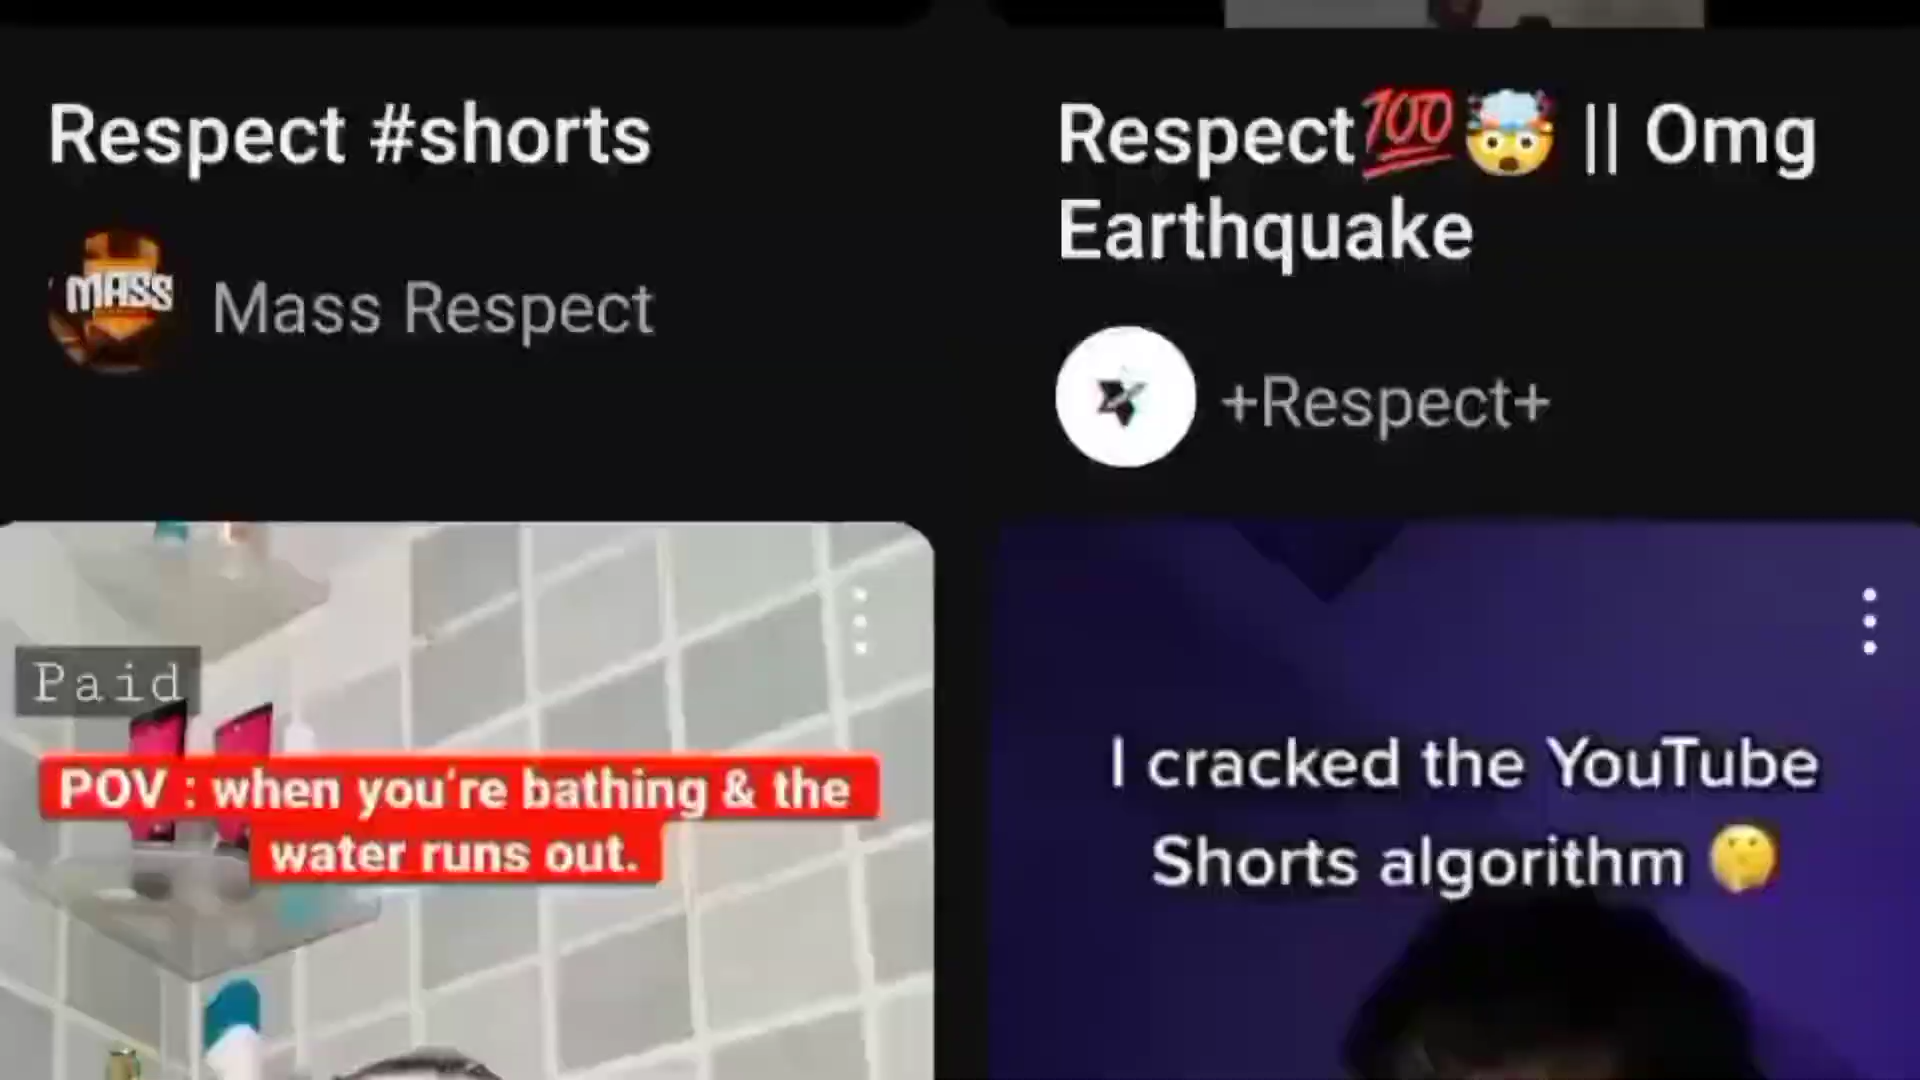 Respect #shorts
MASS
Mass Respect
Respect💯🤯 || Omg
Earthquake
+Respect+
Paid
POV : when you're bathing & the
water runs out.
I cracked the YouTube
Shorts algorithm 🤔